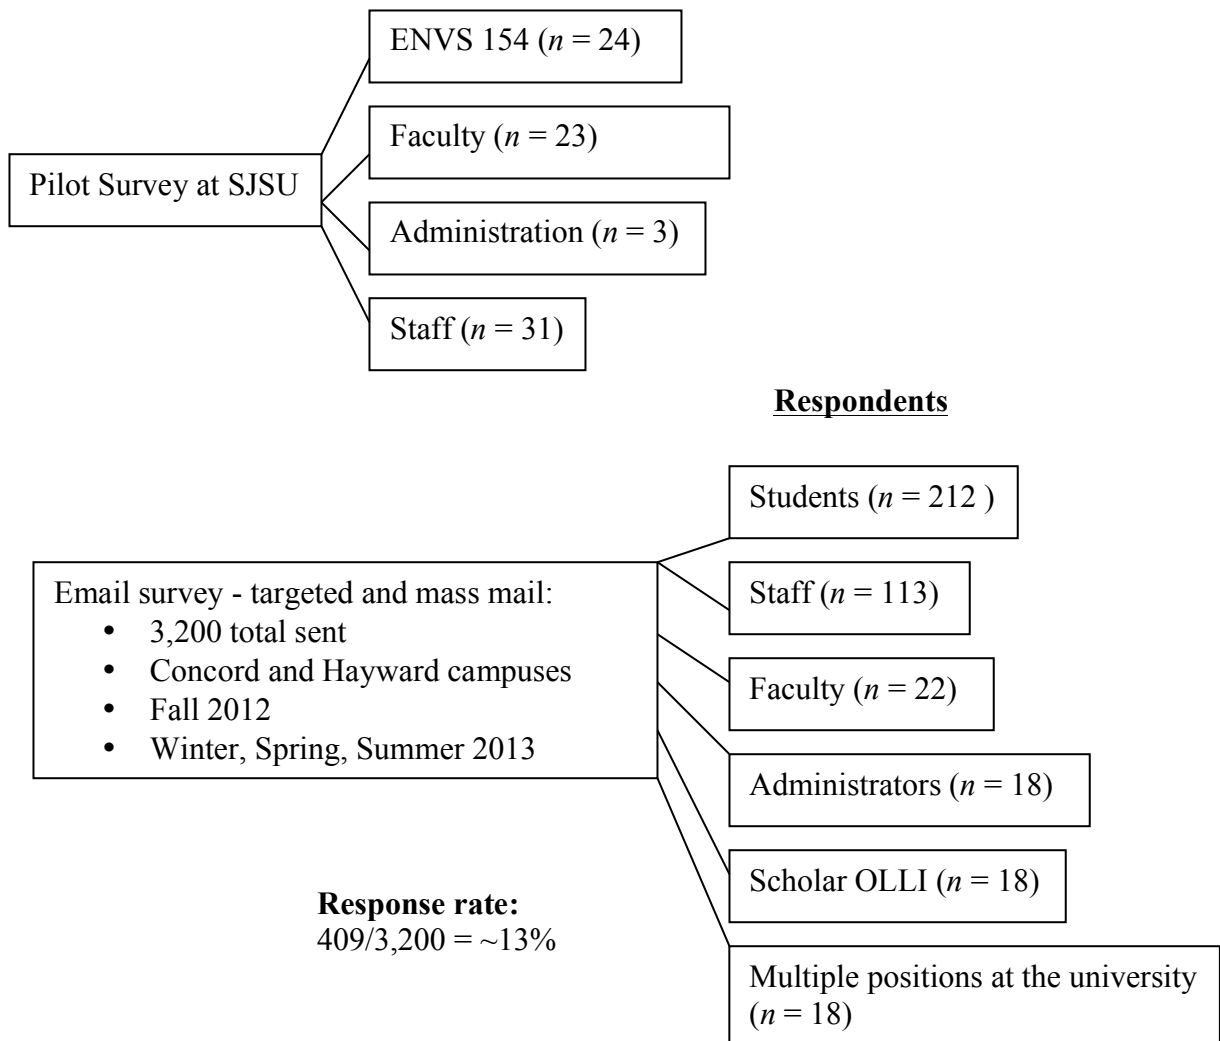 ENVS 154 (n = 24)
Faculty (n = 23)
Pilot Survey at SJSU
Administration (n = 3)
Staff (n = 31)
Respondents
Students (n = 212 )
Email survey - targeted and mass mail:
• 3,200 total sent
• Concord and Hayward campuses
• Fall 2012
• Winter, Spring, Summer 2013
Staff (n = 113)
Faculty (n = 22)
Administrators (n = 18)
Scholar OLLI (n = 18)
Response rate:
409/3,200 = ~13%
Multiple positions at the university
(n = 18)